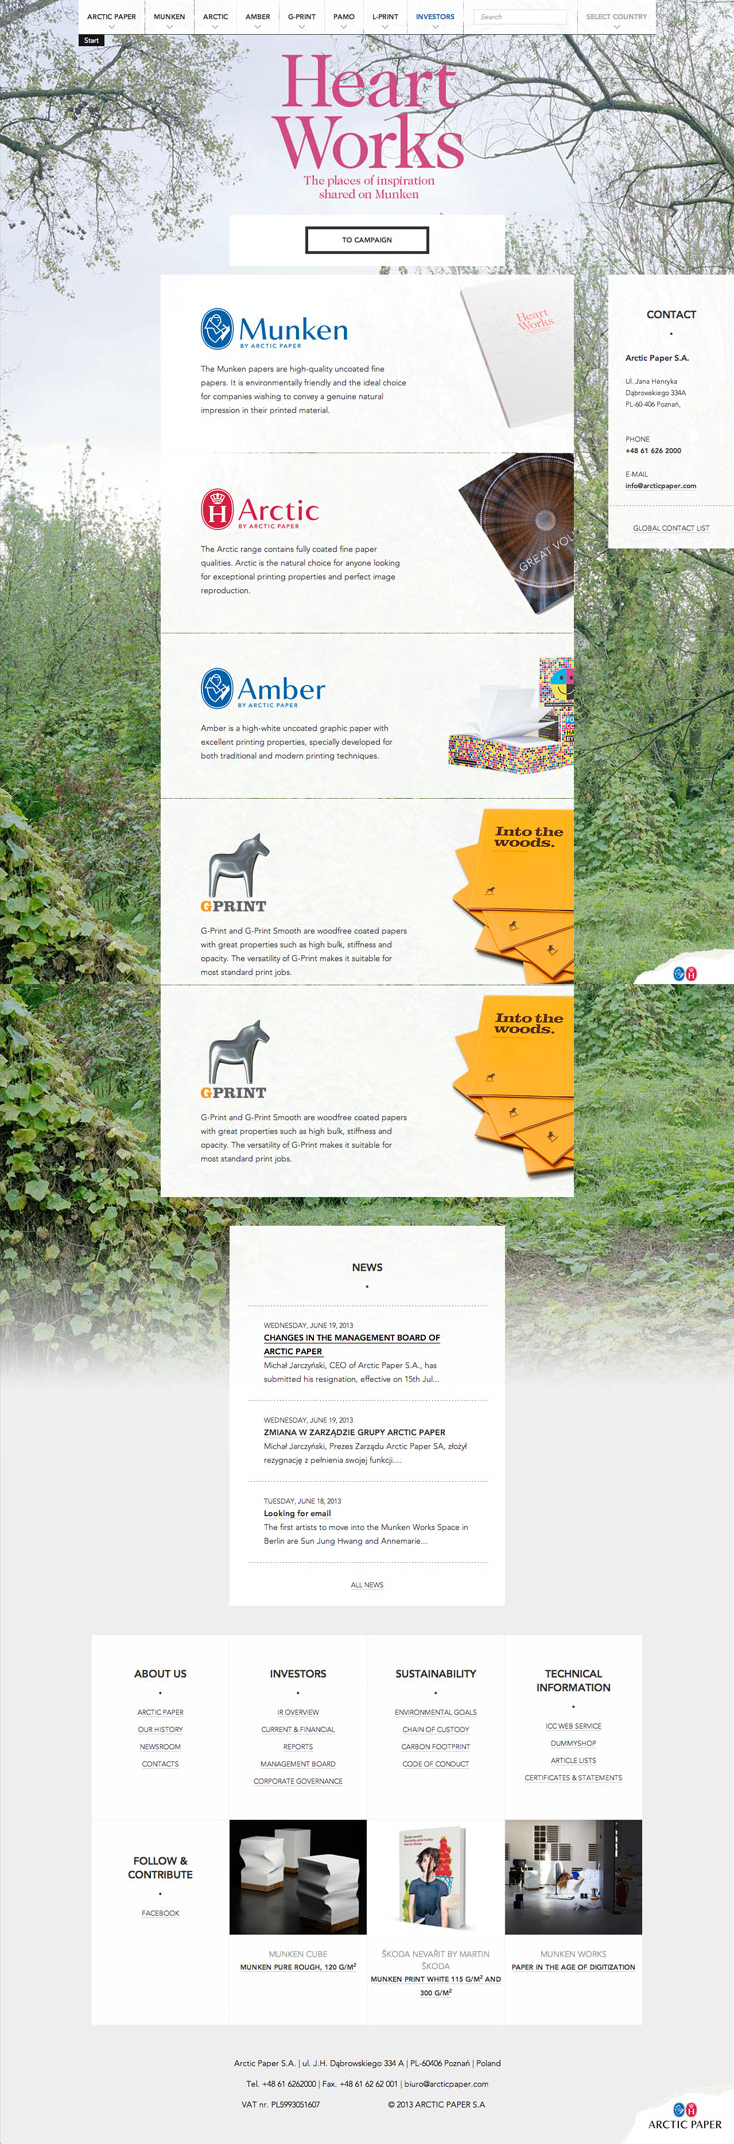 ARCTIC PAPER MUNKEN ARCTIC AMBER G-PRINT PAMO L-PRINT INVESTORS Search SELECT COUNTRY
Start
Heart
Works
The places of inspiration
shared on Munken
TO CAMPAIGN
Munken
BY ARCTIC PAPER
The Munken papers are high-quality uncoated fine
papers. It is environmentally friendly and the ideal choice
for companies wishing to convey a genuine natural
impression in their printed material.
Heart
Works
CONTACT
Arctic Paper S.A.
Ul. Jana Henryka
Dąbrowskiego 334A
PL-60-406 Poznań,
PHONE
+48 61 626 2000
E-MAIL
info@arcticpaper.com
GLOBAL CONTACT LIST
H
Arctic
BY ARCTIC PAPER
The Arctic range contains fully coated fine paper
qualities. Arctic is the natural choice for anyone looking
for exceptional printing properties and perfect image
reproduction.
GREAT VOLU
Amber
BY ARCTIC PAPER
Amber is a high-white uncoated graphic paper with
excellent printing properties, specially developed for
both traditional and modern printing techniques.
GPRINT
G-Print and G-Print Smooth are woodfree coated papers
with great properties such as high bulk, stiffness and
opacity. The versatility of G-Print makes it suitable for
most standard print jobs.
Into the
woods.
GPRINT
G-Print and G-Print Smooth are woodfree coated papers
with great properties such as high bulk, stiffness and
opacity. The versatility of G-Print makes it suitable for
most standard print jobs.
Into the
woods.
NEWS
WEDNESDAY, JUNE 19, 2013
CHANGES IN THE MANAGEMENT BOARD OF
ARCTIC PAPER
Michał Jarczyński, CEO of Arctic Paper S.A., has
submitted his resignation, effective on 15th Jul...
WEDNESDAY, JUNE 19, 2013
ZMIANA W ZARZĄDZIE GRUPY ARCTIC PAPER
Michał Jarczyński, Prezes Zarządu Arctic Paper SA, złożył
rezygnację z pełnienia swojej funkcji....
TUESDAY, JUNE 18, 2013
Looking for email
The first artists to move into the Munken Works Space in
Berlin are Sun Jung Hwang and Annemarie...
ALL NEWS
ABOUT US
ARCTIC PAPER
OUR HISTORY
NEWSROOM
CONTACTS
INVESTORS
IR OVERVIEW
CURRENT & FINANCIAL
REPORTS
MANAGEMENT BOARD
CORPORATE GOVERNANCE
SUSTAINABILITY
ENVIRONMENTAL GOALS
CHAIN OF CUSTODY
CARBON FOOTPRINT
CODE OF CONDUCT
TECHNICAL
INFORMATION
ICC WEB SERVICE
DUMMYSHOP
ARTICLE LISTS
CERTIFICATES & STATEMENTS
FOLLOW &
CONTRIBUTE
FACEBOOK
MUNKEN CUBE
MUNKEN PURE ROUGH, 120 G/M²
ŠKODA NEVAŘIT BY MARTIN
ŠKODA
MUNKEN PRINT WHITE 115 G/M² AND
300 G/M²
MUNKEN WORKS
PAPER IN THE AGE OF DIGITIZATION
Arctic Paper S.A. | ul. J.H. Dąbrowskiego 334 A | PL-60406 Poznań | Poland
Tel. +48 61 6262000 | Fax. +48 61 62 62 001 | biuro@arcticpaper.com
VAT nr. PL5993051607 © 2013 ARCTIC PAPER S.A
ARCTIC PAPER